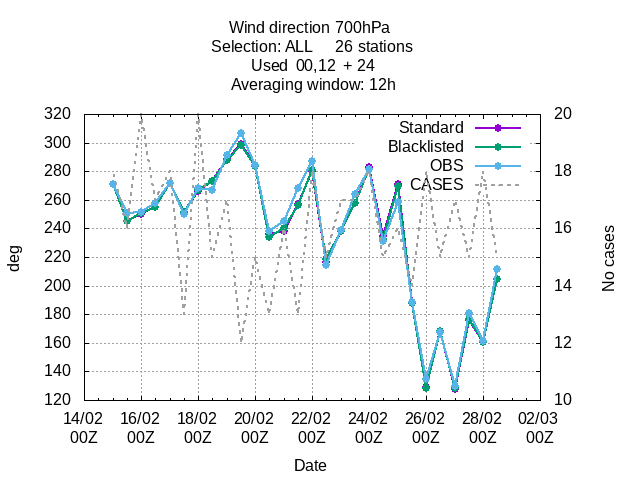 Wind direction 700hPa
Selection: ALL 26 stations
Used 00,12 + 24
Averaging window: 12h
320
300
280
260
240
220
200
180
160
140
120
20
18
16
14
12
10
Standard
Blacklisted
OBS
CASES
deg
No cases
14/02 16/02 18/02 20/02 22/02 24/02 26/02 28/02 02/03
00Z 00Z 00Z 00Z 00Z 00Z 00Z 00Z 00Z
Date